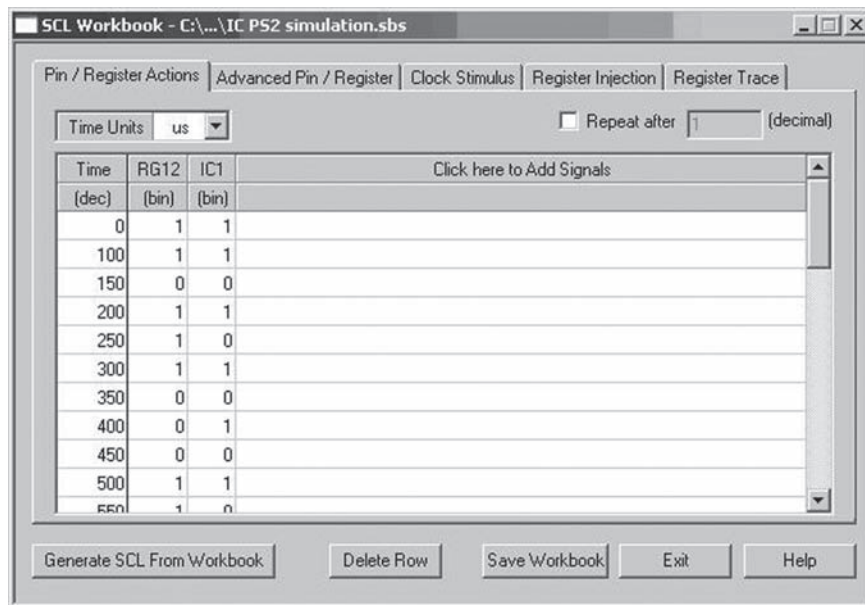 SCL Workbook - C:\...\IC PS2 simulation.sbs
Pin / Register Actions Advanced Pin / Register Clock Stimulus Register Injection Register Trace
Time Units us Repeat after 1 (decimal)
Time RG12 IC1 Click here to Add Signals
(dec) (bin) (bin)
0 1 1
100 1 1
150 0 0
200 1 1
250 1 0
300 1 1
350 0 0
400 0 1
450 0 0
500 1 1
550 1 0
Generate SCL From Workbook Delete Row Save Workbook Exit Help